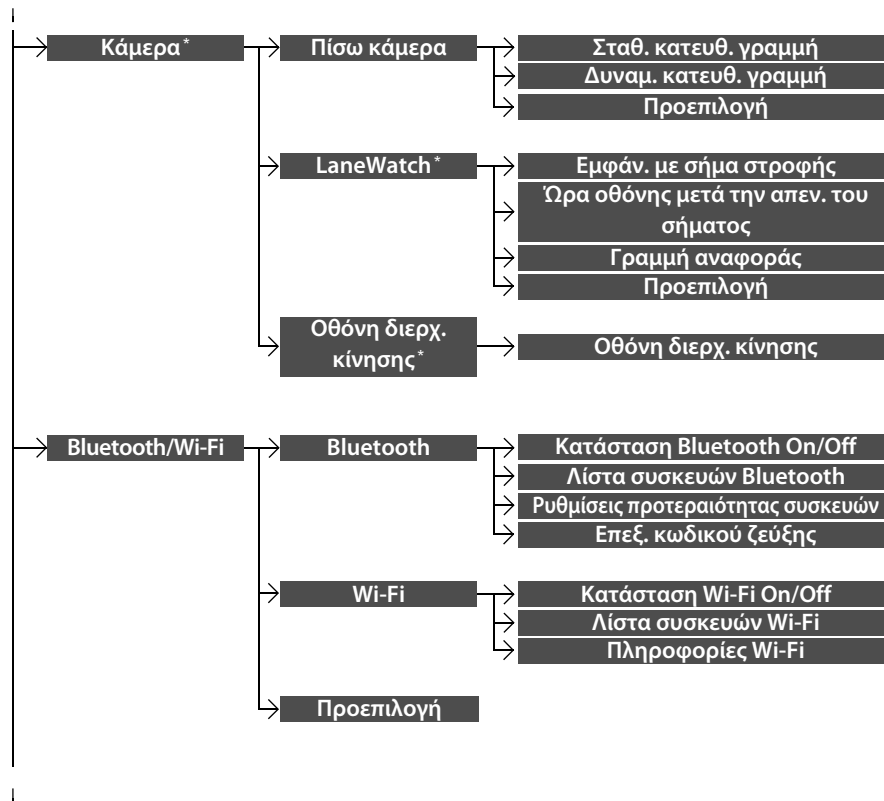 Κάμερα*
Πίσω κάμερα
Σταθ. κατευθ. γραμμή
Δυναμ. κατευθ. γραμμή
Προεπιλογή
LaneWatch*
Εμφάν. με σήμα στροφής
Ώρα οθόνης μετά την απεν. του
σήματος
Γραμμή αναφοράς
Προεπιλογή
Οθόνη διερχ.
κίνησης*
Οθόνη διερχ. κίνησης
Bluetooth/Wi-Fi
Bluetooth
Κατάσταση Bluetooth On/Off
Λίστα συσκευών Bluetooth
Ρυθμίσεις προτεραιότητας συσκευών
Επεξ. κωδικού ζεύξης
Wi-Fi
Κατάσταση Wi-Fi On/Off
Λίστα συσκευών Wi-Fi
Πληροφορίες Wi-Fi
Προεπιλογή